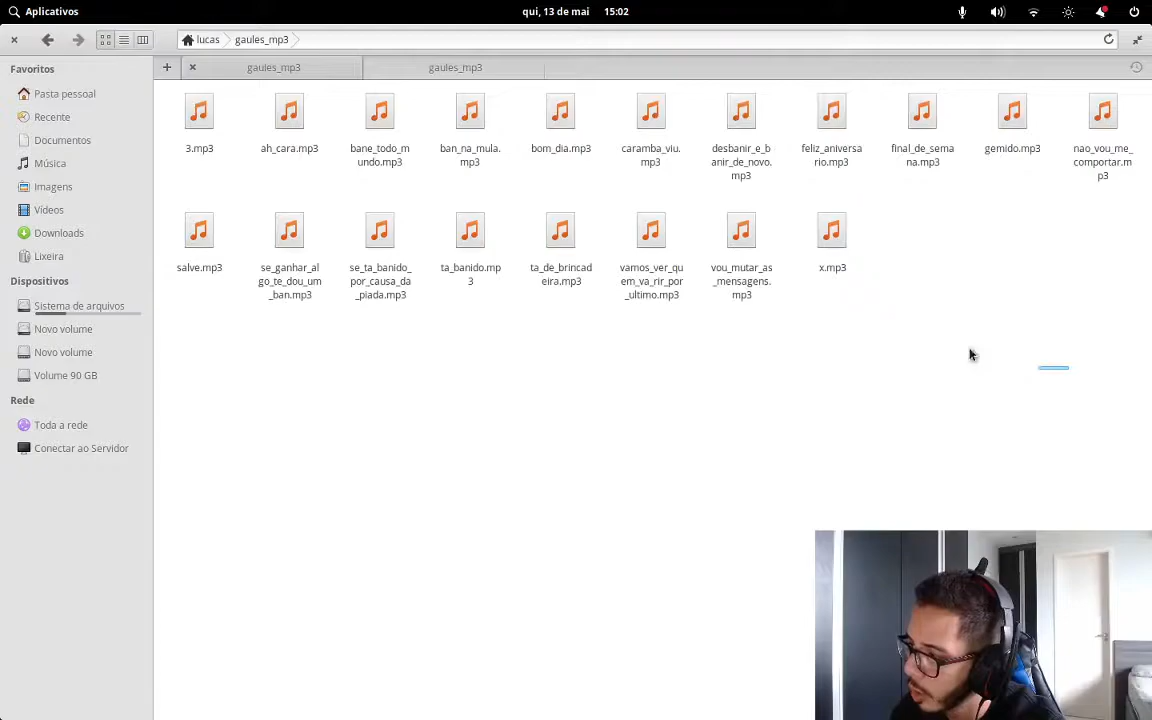 Aplicativos
qui, 13 de mai 15:02
lucas
gaules_mp3
Favoritos
Pasta pessoal
Recente
Documentos
Música
Imagens
Vídeos
Downloads
Lixeira
Dispositivos
Sistema de arquivos
Novo volume
Novo volume
Volume 90 GB
Rede
Toda a rede
Conectar ao Servidor
gaules_mp3
gaules_mp3
3.mp3
ah_cara.mp3
bane_todo_m
undo.mp3
ban_na_mula.
mp3
bom_dia.mp3
caramba_viu.
mp3
desbanir_e_b
anir_de_novo.
mp3
feliz_aniversa
rio.mp3
final_de_sema
na.mp3
gemido.mp3
nao_vou_me_
comportar.m
p3
salve.mp3
se_ganhar_al
go_te_dou_um
_ban.mp3
se_ta_banido_
por_causa_da
_piada.mp3
ta_banido.mp
3
ta_de_brincad
eira.mp3
vamos_ver_qu
em_va_rir_por
_ultimo.mp3
vou_mutar_as
_mensagens.
mp3
x.mp3